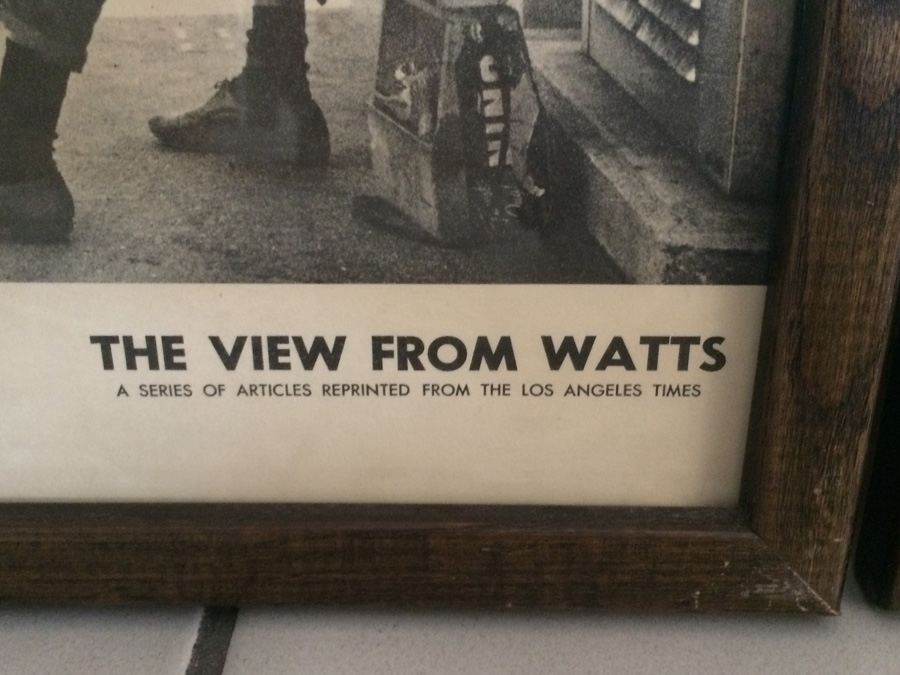 THE VIEW FROM WATTS
A SERIES OF ARTICLES REPRINTED FROM THE LOS ANGELES TIMES